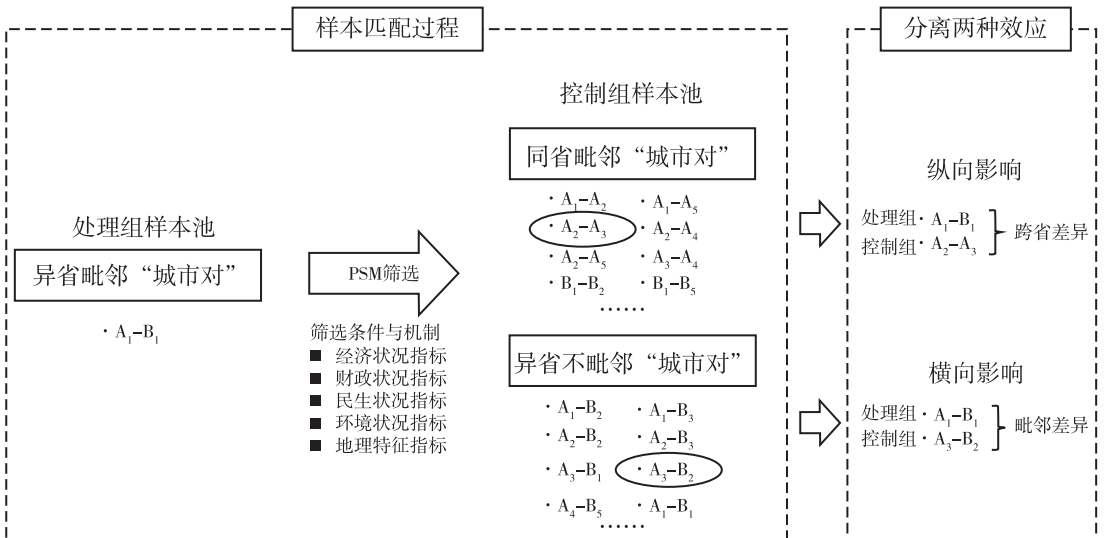 样本匹配过程
处理组样本池
异省毗邻“城市对”
· A₁–B₁
PSM筛选
筛选条件与机制
■ 经济状况指标
■ 财政状况指标
■ 民生状况指标
■ 环境状况指标
■ 地理特征指标
控制组样本池
同省毗邻“城市对”
· A₁–A₂ · A₁–A₅
· A₂–A₃ · A₂–A₄
· A₂–A₅ · A₃–A₄
· B₁–B₂ · B₁–B₅
······
异省不毗邻“城市对”
· A₁–B₂ · A₁–B₃
· A₂–B₂ · A₂–B₃
· A₃–B₁ · A₃–B₂
· A₄–B₅ · A₁–B₁
······
分离两种效应
纵向影响
处理组 · A₁–B₁
控制组 · A₂–A₃
跨省差异
横向影响
处理组 · A₁–B₁
控制组 · A₃–B₂
毗邻差异